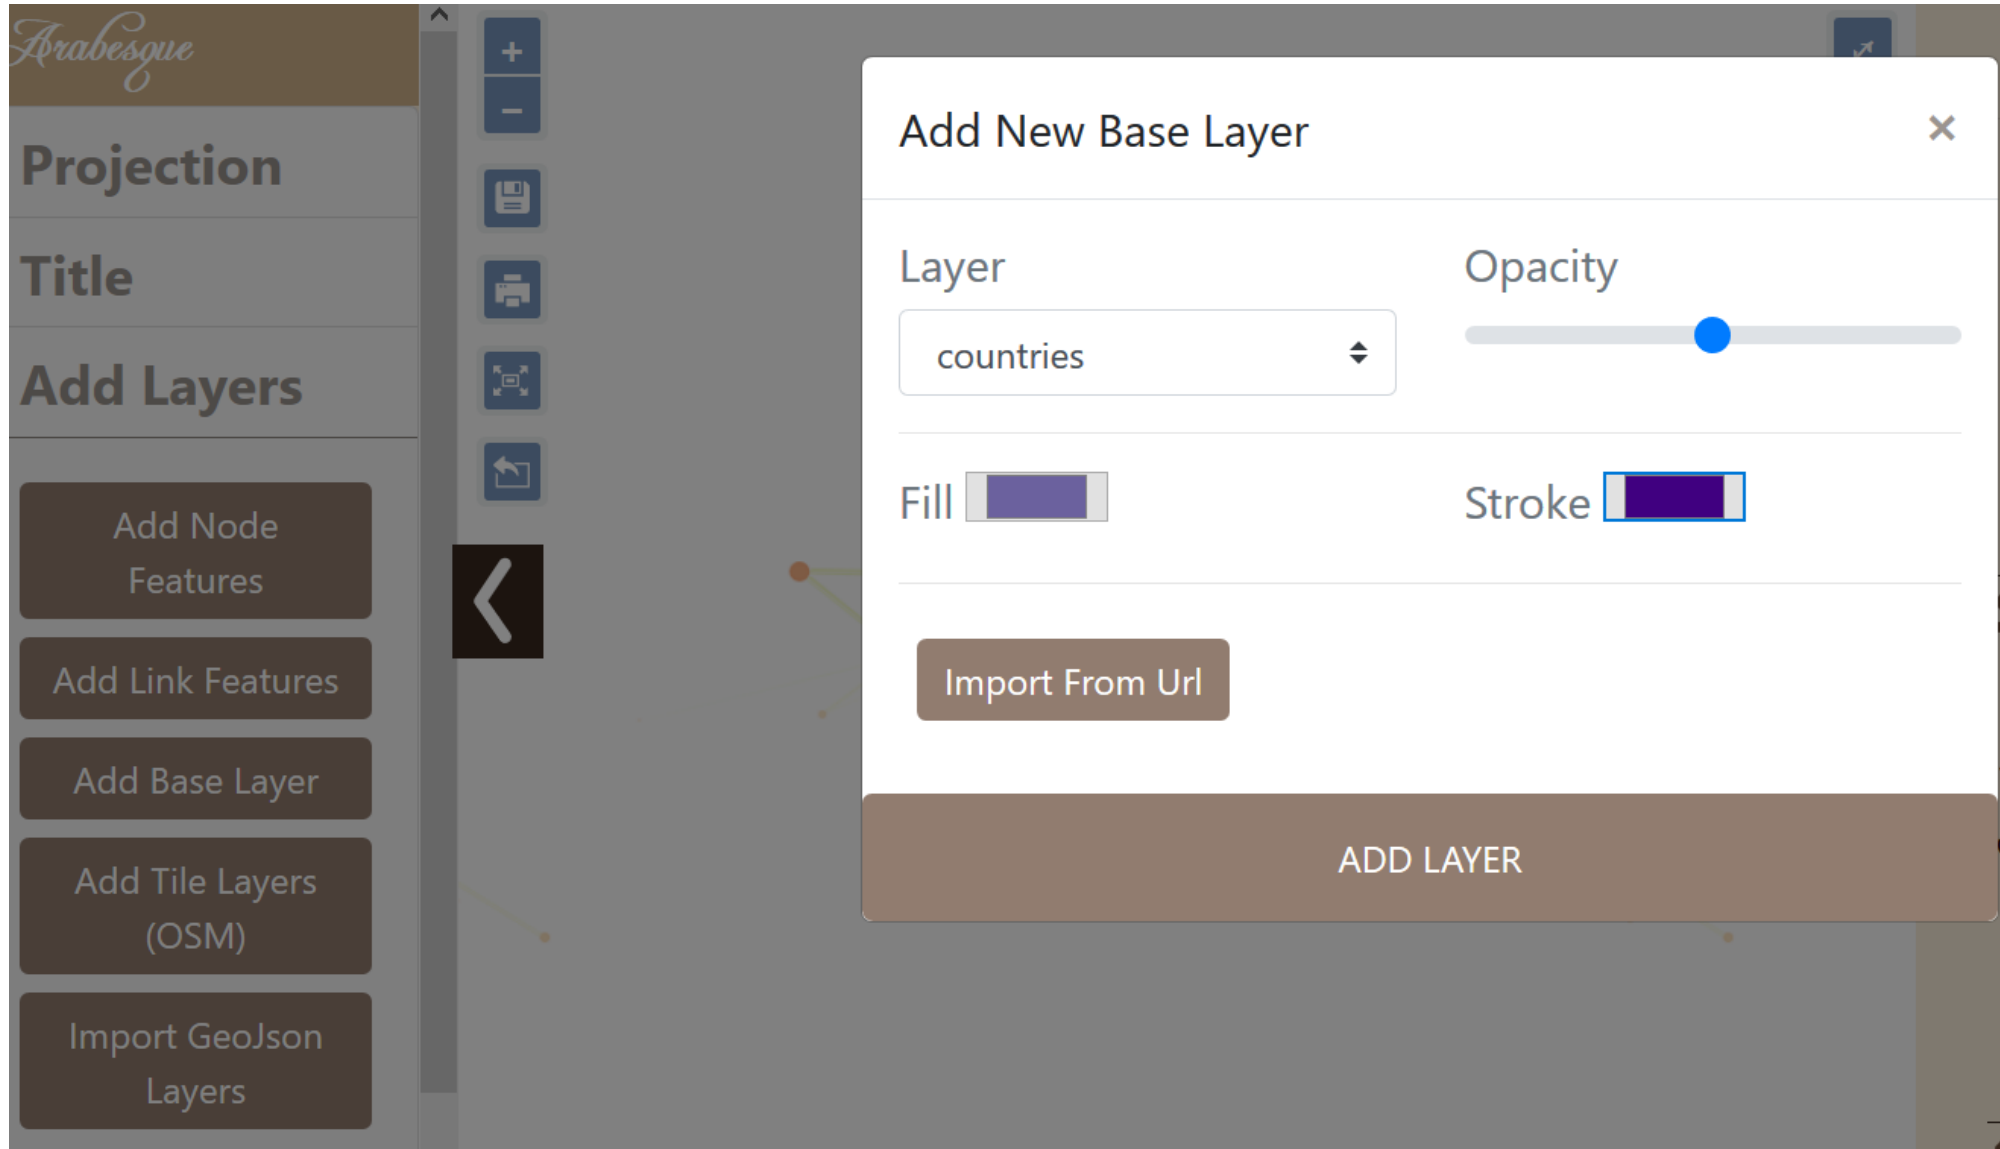 Arabesque
Projection
Title
Add Layers
Add Node
Features
Add Link Features
Add Base Layer
Add Tile Layers
(OSM)
Import GeoJson
Layers
+
−
Add New Base Layer
×
Layer
Opacity
countries
Fill
Stroke
Import From Url
ADD LAYER